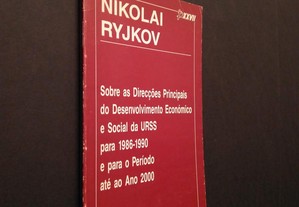 NIKOLAI
XXVII
RYJKOV
Sobre as Direcções Principais
do Desenvolvimento Económico
e Social da URSS
para 1986-1990
e para o Período
até ao Ano 2000